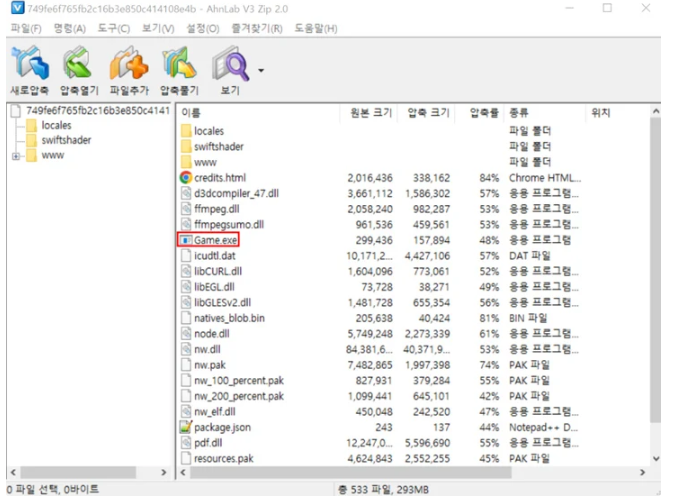 749fe6f765fb2c16b3e850c414108e4b - AhnLab V3 Zip 2.0
파일(F) 명령(A) 도구(C) 보기(V) 설정(O) 즐겨찾기(R) 도움말(H)
새로압축 압축열기 파일추가 압축풀기 보기
749fe6f765fb2c16b3e850c4141
locales
swiftshader
www
이름 원본 크기 압축 크기 압축률 종류 위치
locales 파일 폴더
swiftshader 파일 폴더
www 파일 폴더
credits.html 2,016,436 338,162 84% Chrome HTML...
d3dcompiler_47.dll 3,661,112 1,586,302 57% 응용 프로그램...
ffmpeg.dll 2,058,240 982,287 53% 응용 프로그램...
ffmpegsumo.dll 961,536 459,561 53% 응용 프로그램...
Game.exe 299,436 157,894 48% 응용 프로그램
icudtl.dat 10,171,2... 4,427,108 57% DAT 파일
libCURL.dll 1,604,096 773,061 52% 응용 프로그램...
libEGL.dll 73,728 38,271 49% 응용 프로그램...
libGLESv2.dll 1,481,728 655,354 56% 응용 프로그램...
natives_blob.bin 205,638 40,424 81% BIN 파일
node.dll 5,749,248 2,273,339 61% 응용 프로그램...
nw.dll 84,381,6... 40,371,9... 53% 응용 프로그램...
nw.pak 7,482,865 1,997,398 74% PAK 파일
nw_100_percent.pak 827,931 379,284 55% PAK 파일
nw_200_percent.pak 1,099,441 645,101 42% PAK 파일
nw_elf.dll 450,048 242,520 47% 응용 프로그램...
package.json 243 137 44% Notepad++ D...
pdf.dll 12,247,0... 5,596,690 55% 응용 프로그램...
resources.pak 4,624,843 2,552,255 45% PAK 파일
0 파일 선택, 0바이트 총 533 파일, 293MB